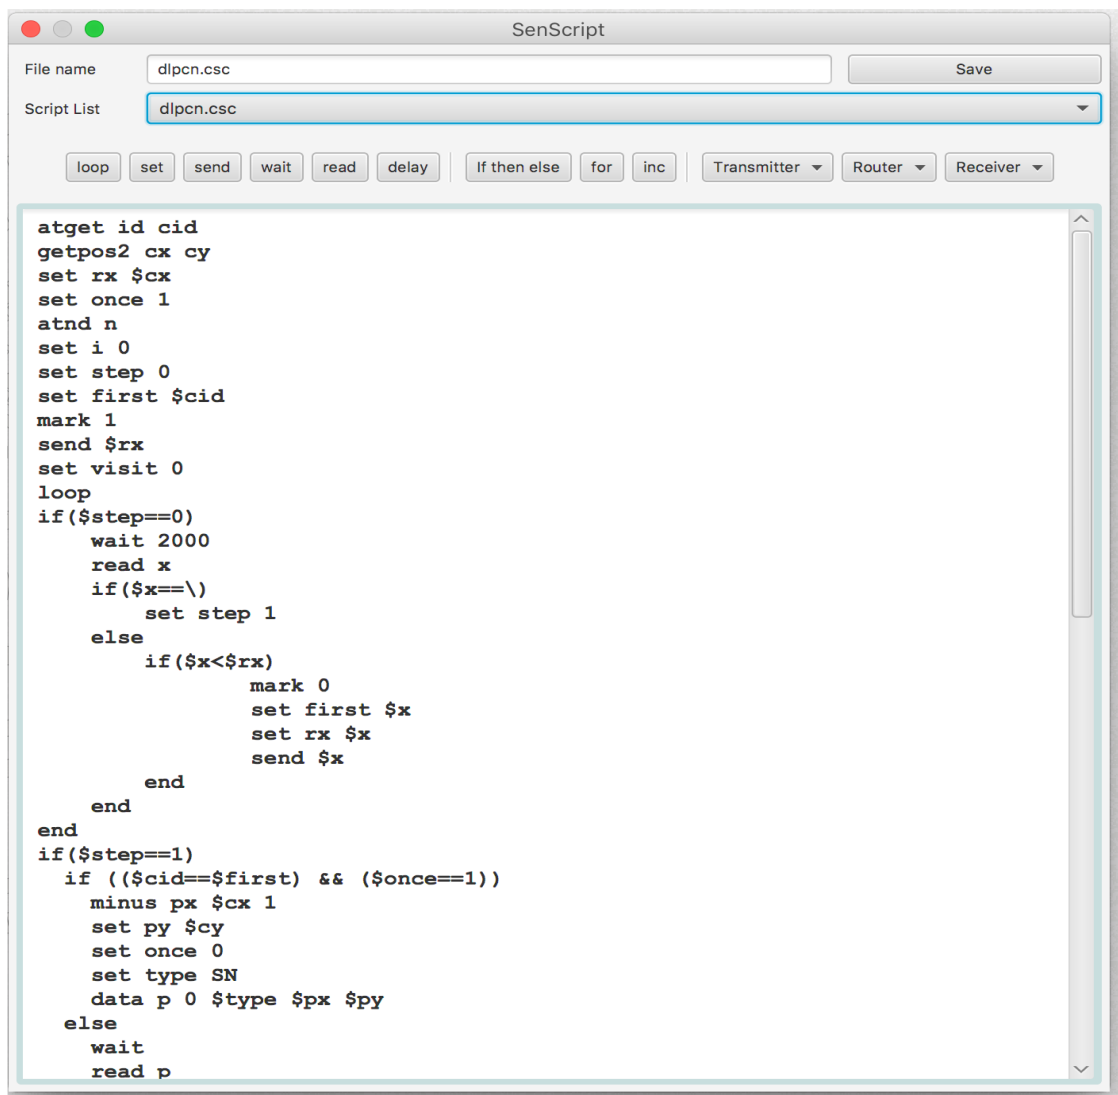 SenScript
File name dlpcn.csc Save
Script List dlpcn.csc
loop set send wait read delay If then else for inc Transmitter Router Receiver
atget id cid
getpos2 cx cy
set rx $cx
set once 1
atnd n
set i 0
set step 0
set first $cid
mark 1
send $rx
set visit 0
loop
if($step==0)
     wait 2000
     read x
     if($x==\)
         set step 1
     else
         if($x<$rx)
                 mark 0
                 set first $x
                 set rx $x
                 send $x
         end
     end
end
if($step==1)
  if (($cid==$first) && ($once==1))
    minus px $cx 1
    set py $cy
    set once 0
    set type SN
    data p 0 $type $px $py
  else
    wait
    read p